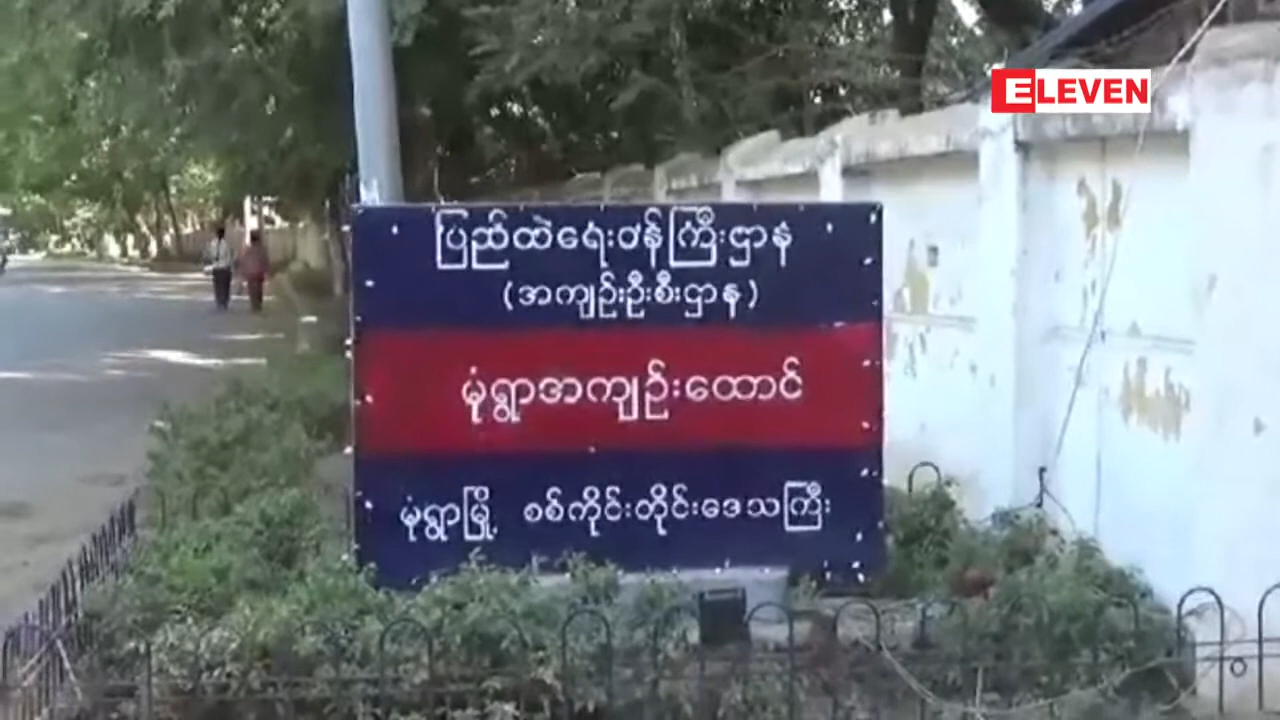 ELEVEN
ပြည်ထဲရေးဝန်ကြီးဌာန
(အကျဉ်းဦးစီးဌာန)
မုံရွာအကျဉ်းထောင်
မုံရွာမြို့ စစ်ကိုင်းတိုင်းဒေသကြီး